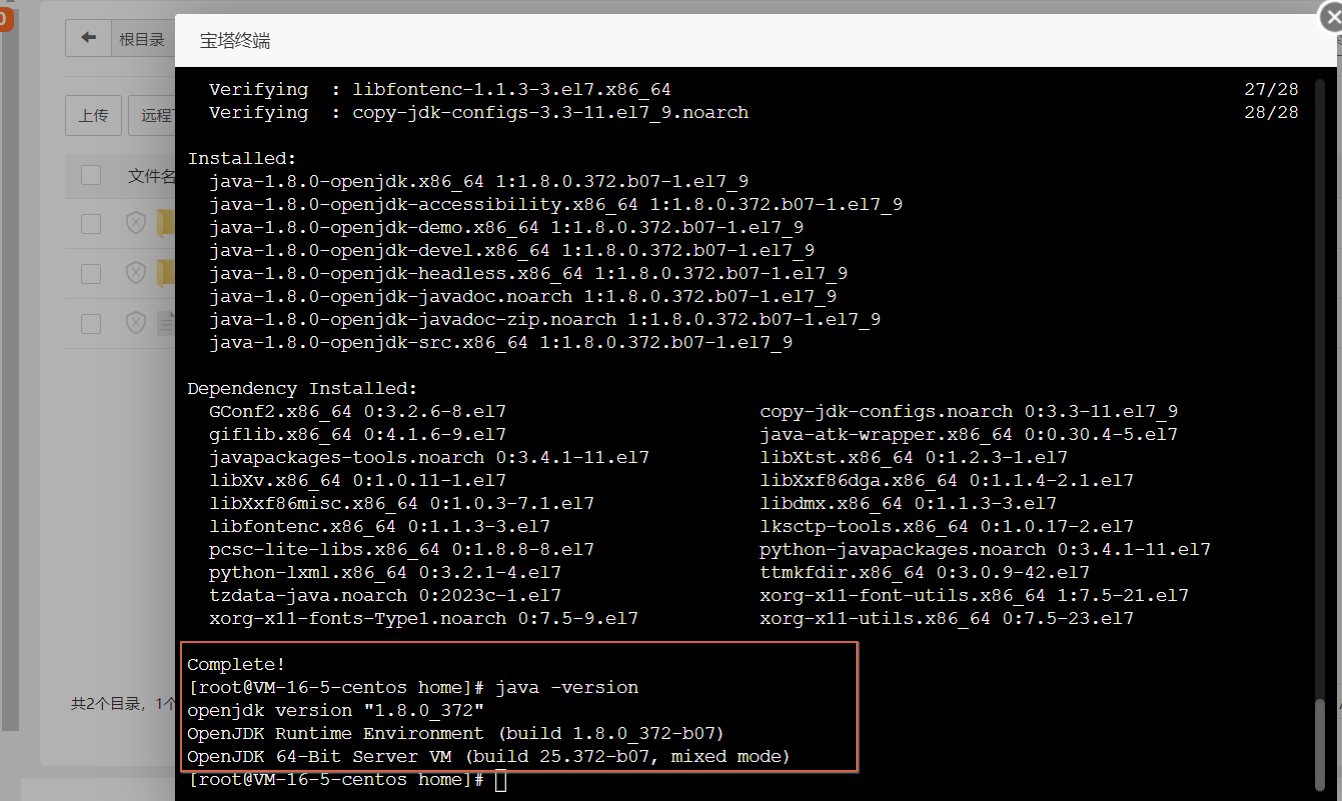 0
根目录
宝塔终端
上传
远程
文件名
共2个目录，1个
Verifying  : libfontenc-1.1.3-3.el7.x86_64 27/28
Verifying  : copy-jdk-configs-3.3-11.el7_9.noarch 28/28
Installed:
java-1.8.0-openjdk.x86_64 1:1.8.0.372.b07-1.el7_9
java-1.8.0-openjdk-accessibility.x86_64 1:1.8.0.372.b07-1.el7_9
java-1.8.0-openjdk-demo.x86_64 1:1.8.0.372.b07-1.el7_9
java-1.8.0-openjdk-devel.x86_64 1:1.8.0.372.b07-1.el7_9
java-1.8.0-openjdk-headless.x86_64 1:1.8.0.372.b07-1.el7_9
java-1.8.0-openjdk-javadoc.noarch 1:1.8.0.372.b07-1.el7_9
java-1.8.0-openjdk-javadoc-zip.noarch 1:1.8.0.372.b07-1.el7_9
java-1.8.0-openjdk-src.x86_64 1:1.8.0.372.b07-1.el7_9
Dependency Installed:
GConf2.x86_64 0:3.2.6-8.el7 copy-jdk-configs.noarch 0:3.3-11.el7_9
giflib.x86_64 0:4.1.6-9.el7 java-atk-wrapper.x86_64 0:0.30.4-5.el7
javapackages-tools.noarch 0:3.4.1-11.el7 libXtst.x86_64 0:1.2.3-1.el7
libXv.x86_64 0:1.0.11-1.el7 libXxf86dga.x86_64 0:1.1.4-2.1.el7
libXxf86misc.x86_64 0:1.0.3-7.1.el7 libdmx.x86_64 0:1.1.3-3.el7
libfontenc.x86_64 0:1.1.3-3.el7 lksctp-tools.x86_64 0:1.0.17-2.el7
pcsc-lite-libs.x86_64 0:1.8.8-8.el7 python-javapackages.noarch 0:3.4.1-11.el7
python-lxml.x86_64 0:3.2.1-4.el7 ttmkfdir.x86_64 0:3.0.9-42.el7
tzdata-java.noarch 0:2023c-1.el7 xorg-x11-font-utils.x86_64 1:7.5-21.el7
xorg-x11-fonts-Type1.noarch 0:7.5-9.el7 xorg-x11-utils.x86_64 0:7.5-23.el7
Complete!
[root@VM-16-5-centos home]# java -version
openjdk version "1.8.0_372"
OpenJDK Runtime Environment (build 1.8.0_372-b07)
OpenJDK 64-Bit Server VM (build 25.372-b07, mixed mode)
[root@VM-16-5-centos home]#